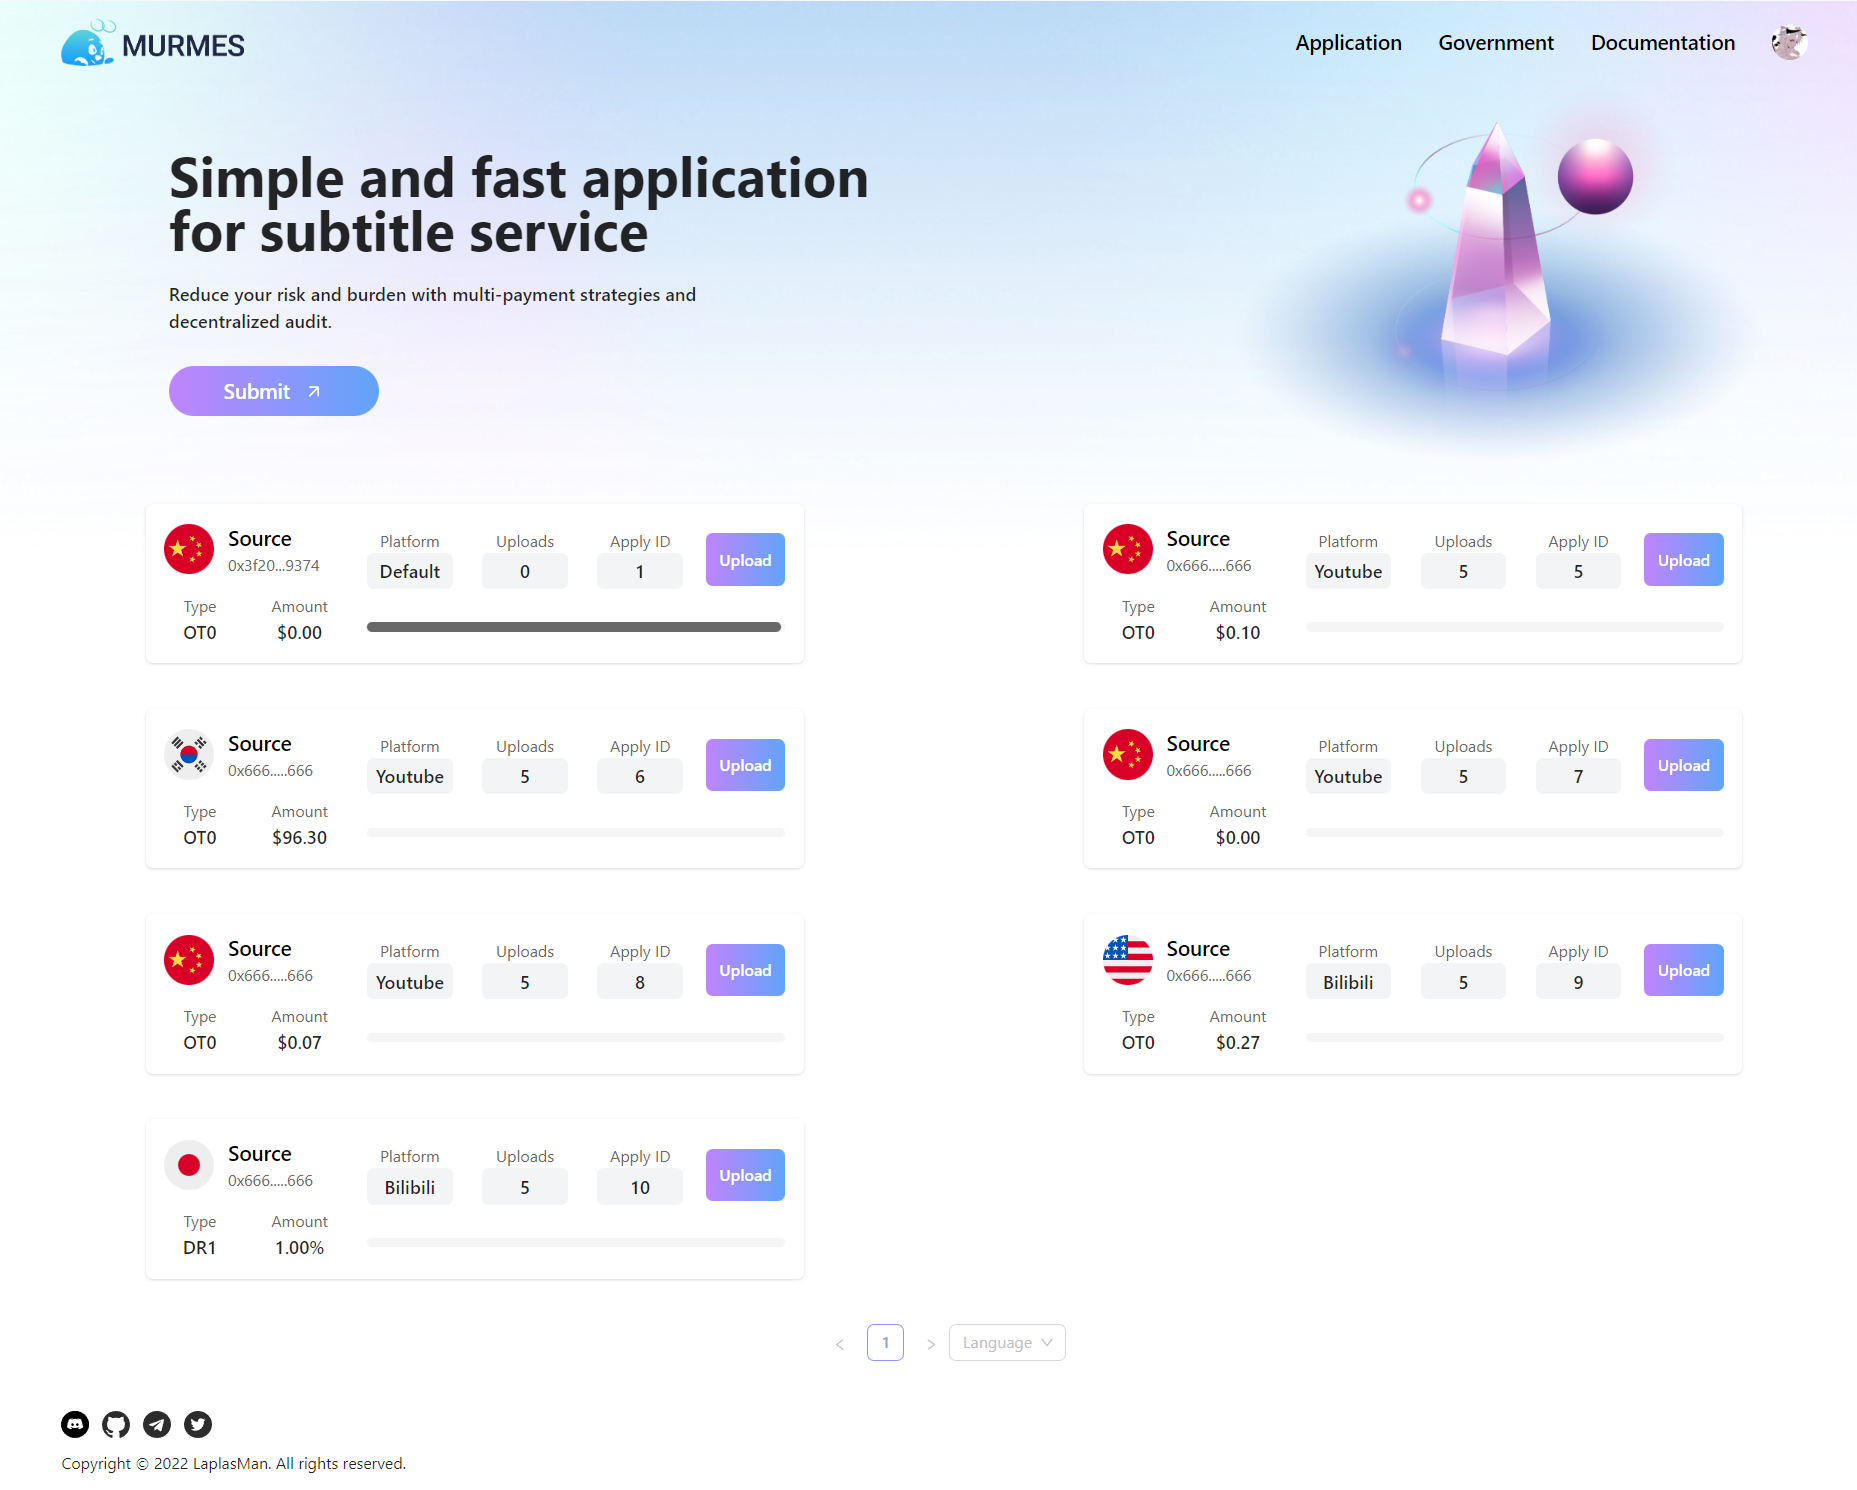 MURMES
Application Government Documentation
Simple and fast application
for subtitle service
Reduce your risk and burden with multi-payment strategies and
decentralized audit.
Submit
Source
0x3f20...9374
Platform Uploads Apply ID
Default 0 1
Upload
Type Amount
OT0 $0.00
Source
0x666.....666
Platform Uploads Apply ID
Youtube 5 5
Upload
Type Amount
OT0 $0.10
Source
0x666.....666
Platform Uploads Apply ID
Youtube 5 6
Upload
Type Amount
OT0 $96.30
Source
0x666.....666
Platform Uploads Apply ID
Youtube 5 7
Upload
Type Amount
OT0 $0.00
Source
0x666.....666
Platform Uploads Apply ID
Youtube 5 8
Upload
Type Amount
OT0 $0.07
Source
0x666.....666
Platform Uploads Apply ID
Bilibili 5 9
Upload
Type Amount
OT0 $0.27
Source
0x666.....666
Platform Uploads Apply ID
Bilibili 5 10
Upload
Type Amount
DR1 1.00%
< 1 > Language
Copyright © 2022 LaplasMan. All rights reserved.